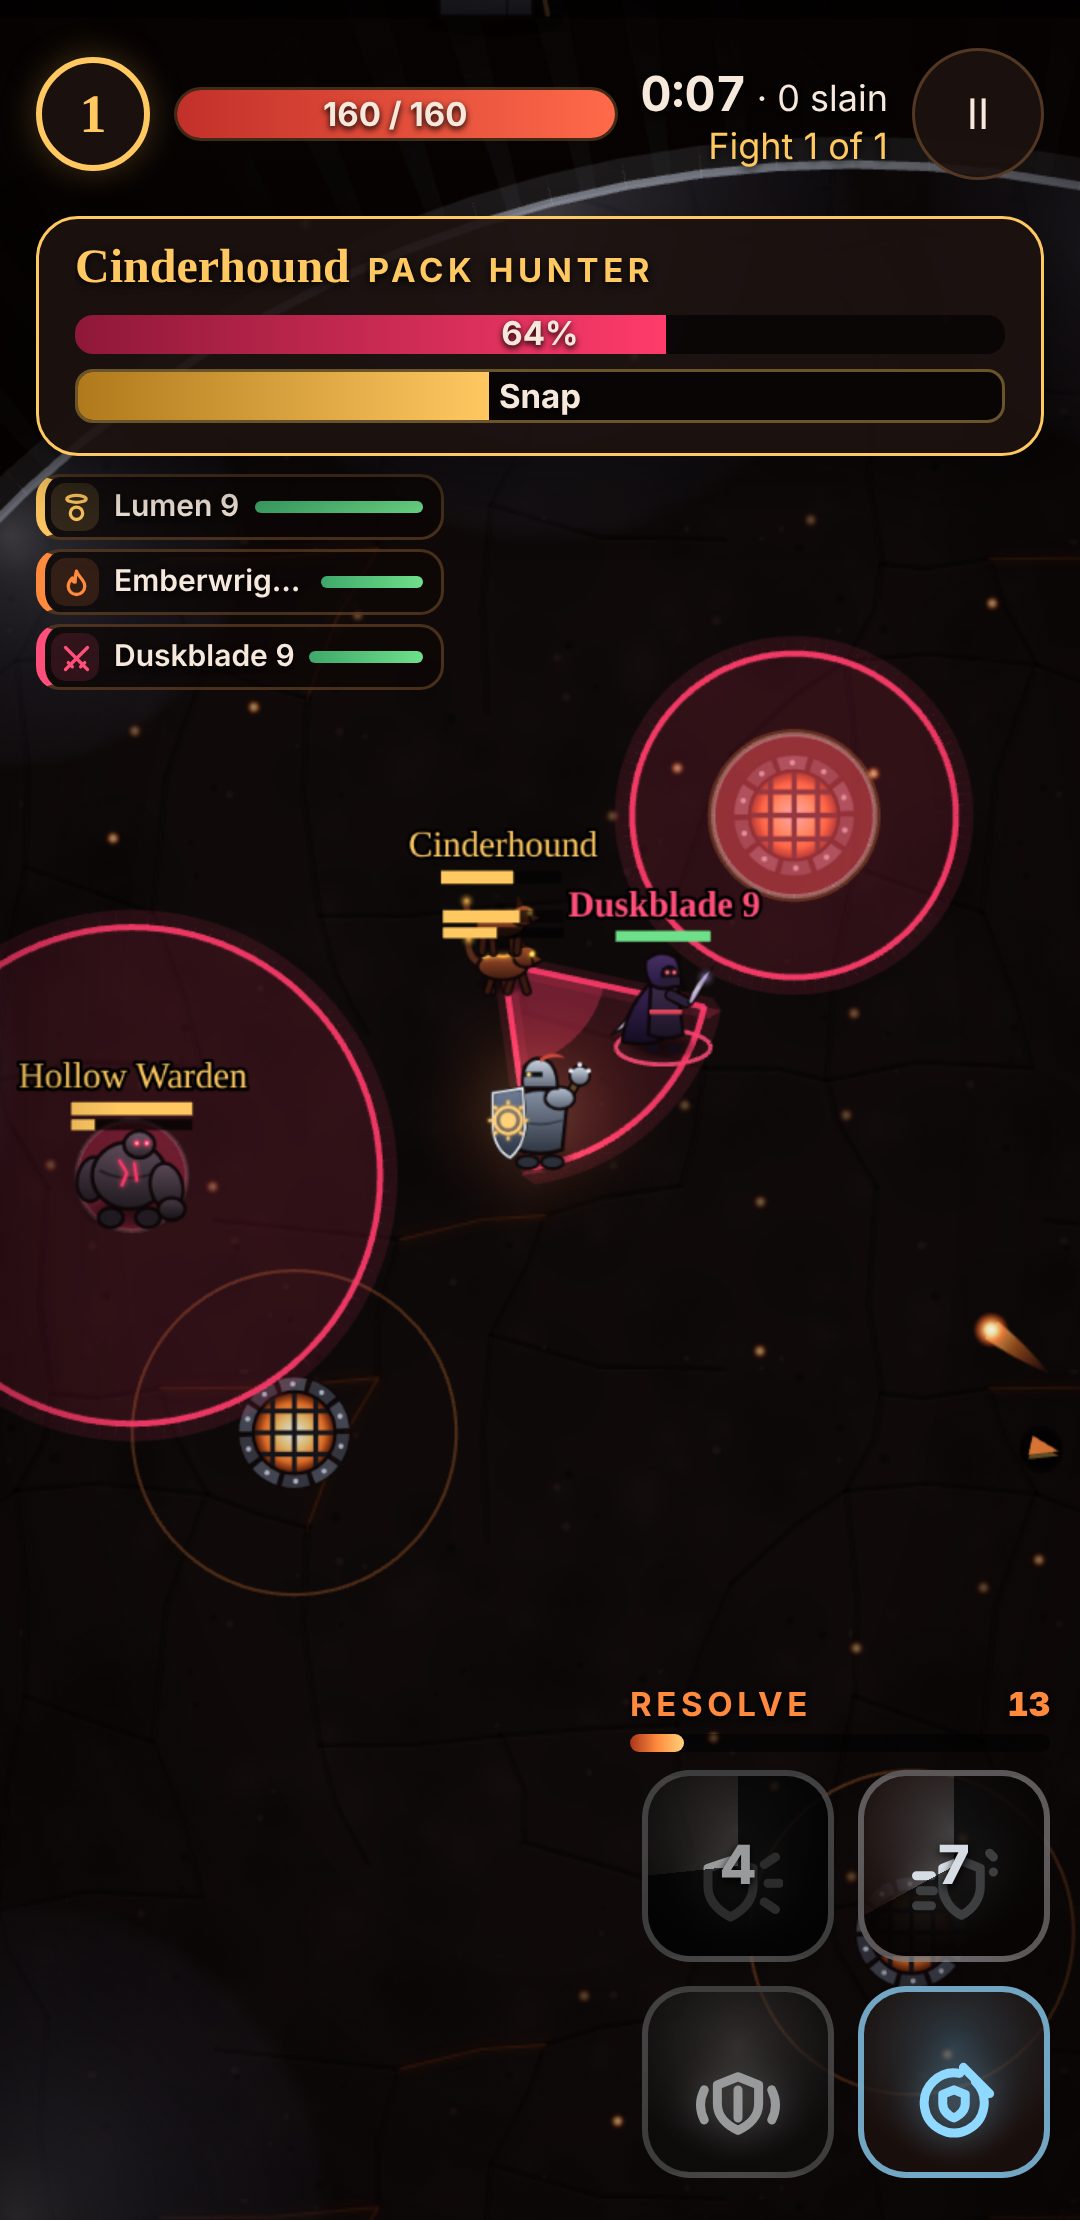 1
160 / 160
0:07 · 0 slain
Fight 1 of 1
Cinderhound PACK HUNTER
64%
Snap
Lumen 9
Emberwrig...
Duskblade 9
Cinderhound
Duskblade 9
Hollow Warden
RESOLVE 13
4
7